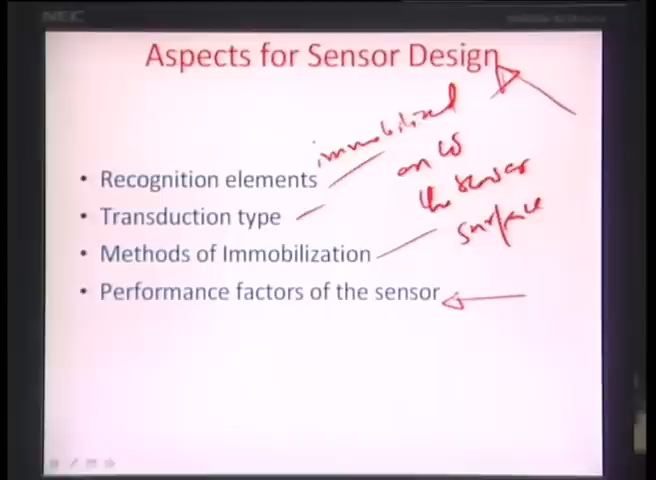 NEC
Aspects for Sensor Design
immobilized
on to
the sensor
surface
• Recognition elements
• Transduction type
• Methods of Immobilization
• Performance factors of the sensor